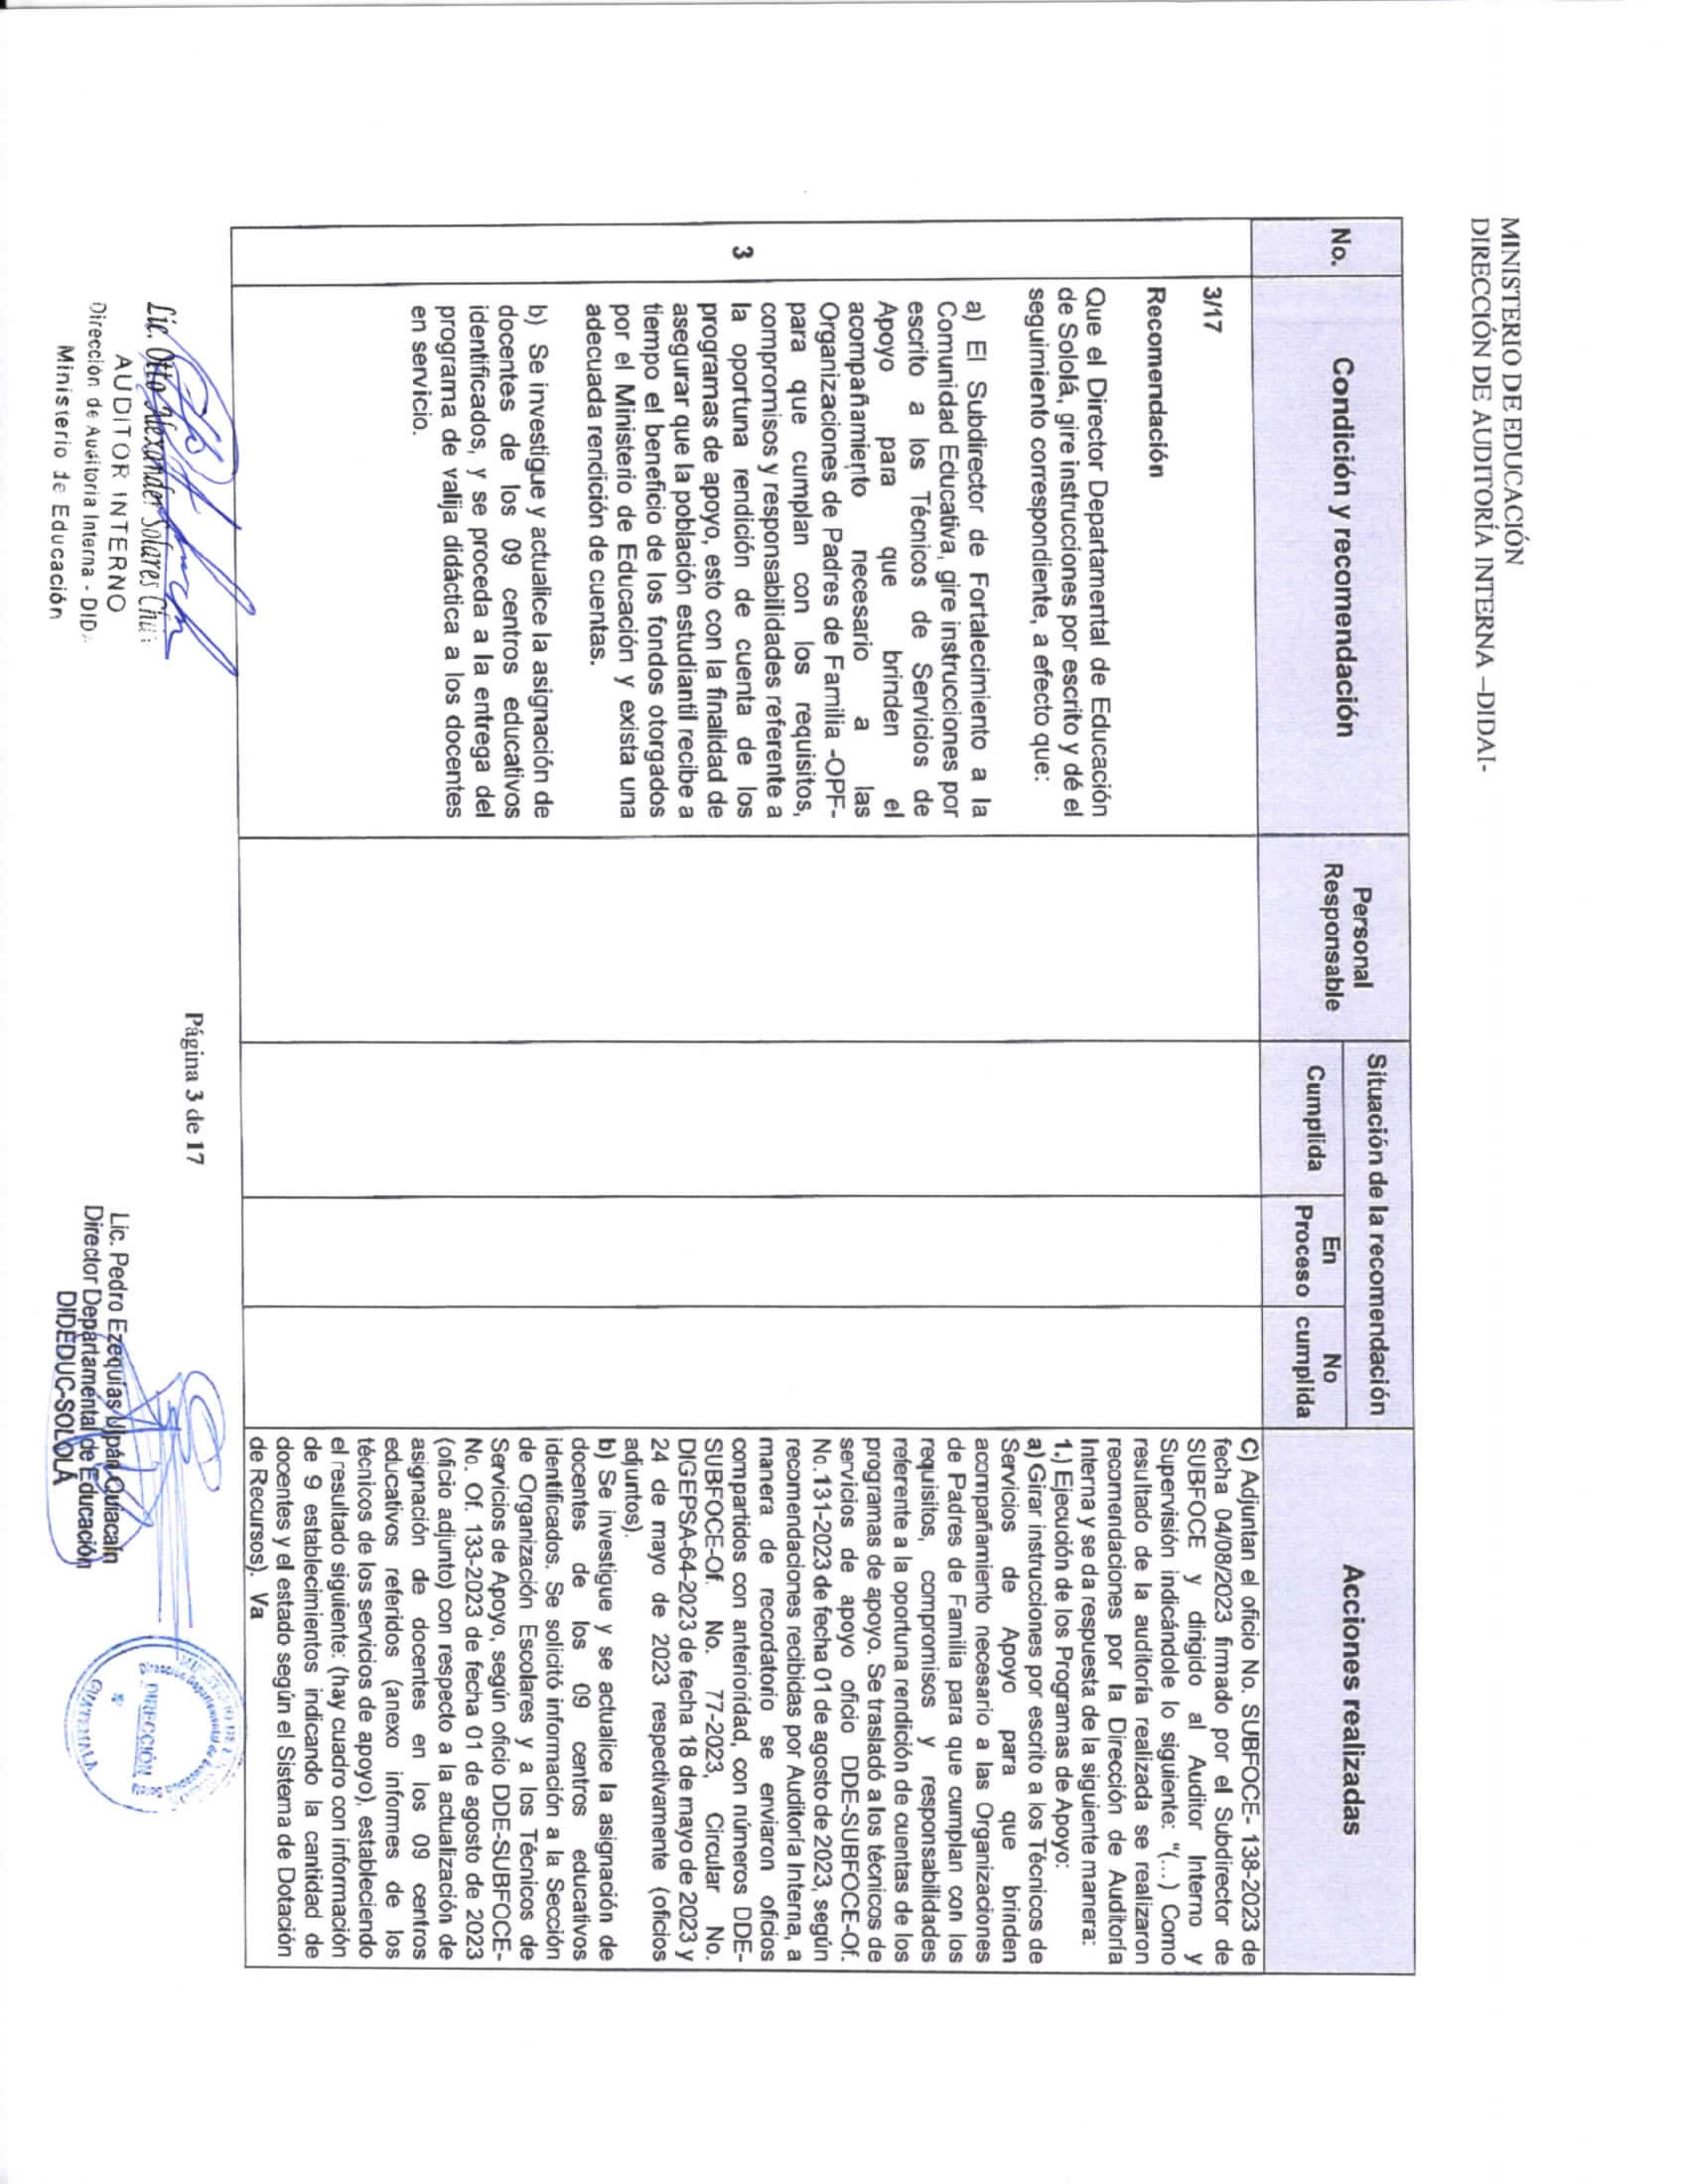 MINISTERIO DE EDUCACIÓN
DIRECCIÓN DE AUDITORÍA INTERNA –DIDAI-
No.
Condición y recomendación
Personal
Responsable
Situación de la recomendación
Cumplida
En
Proceso
No
cumplida
Acciones realizadas
3
3/17
Recomendación
Que el Director Departamental de Educación
de Sololá, gire instrucciones por escrito y dé el
seguimiento correspondiente, a efecto que:
a) El Subdirector de Fortalecimiento a la
Comunidad Educativa, gire instrucciones por
escrito a los Técnicos de Servicios de
Apoyo para que brinden el
acompañamiento necesario a las
Organizaciones de Padres de Familia -OPF-
para que cumplan con los requisitos,
compromisos y responsabilidades referente a
la oportuna rendición de cuenta de los
programas de apoyo, esto con la finalidad de
asegurar que la población estudiantil recibe a
tiempo el beneficio de los fondos otorgados
por el Ministerio de Educación y exista una
adecuada rendición de cuentas.
b) Se investigue y actualice la asignación de
docentes de los 09 centros educativos
identificados, y se proceda a la entrega del
programa de valija didáctica a los docentes
en servicio.
C) Adjuntan el oficio No. SUBFOCE- 138-2023 de
fecha 04/08/2023 firmado por el Subdirector de
SUBFOCE y dirigido al Auditor Interno y
Supervisión indicándole lo siguiente: “(...) Como
resultado de la auditoría realizada se realizaron
recomendaciones por la Dirección de Auditoría
Interna y se da respuesta de la siguiente manera:
1.) Ejecución de los Programas de Apoyo:
a) Girar instrucciones por escrito a los Técnicos de
Servicios de Apoyo para que brinden
acompañamiento necesario a las Organizaciones
de Padres de Familia para que cumplan con los
requisitos, compromisos y responsabilidades
referente a la oportuna rendición de cuentas de los
programas de apoyo. Se trasladó a los técnicos de
servicios de apoyo oficio DDE-SUBFOCE-Of.
No.131-2023 de fecha 01 de agosto de 2023, según
recomendaciones recibidas por Auditoría Interna, a
manera de recordatorio se enviaron oficios
compartidos con anterioridad, con números DDE-
SUBFOCE-Of. No. 77-2023, Circular No.
DIGEPSA-64-2023 de fecha 18 de mayo de 2023 y
24 de mayo de 2023 respectivamente (oficios
adjuntos).
b) Se investigue y se actualice la asignación de
docentes de los 09 centros educativos
identificados. Se solicitó información a la Sección
de Organización Escolares y a los Técnicos de
Servicios de Apoyo, según oficio DDE-SUBFOCE-
No. Of. 133-2023 de fecha 01 de agosto de 2023
(oficio adjunto) con respecto a la actualización de
asignación de docentes en los 09 centros
educativos referidos (anexo informes de los
técnicos de los servicios de apoyo), estableciendo
el resultado siguiente: (hay cuadro con información
de 9 establecimientos indicando la cantidad de
docentes y el estado según el Sistema de Dotación
de Recursos). Va
Página 3 de 17
Lic. Otto Alexander Solares
AUDITOR INTERNO
Dirección de Auditoría Interna - DIDA
Ministerio de Educación
Lic. Pedro Ezequías Ujpán Quiacaín
Director Departamental de Educación
DIDEDUC-SOLOLÁ
DIRECCIÓN
GUATEMALA